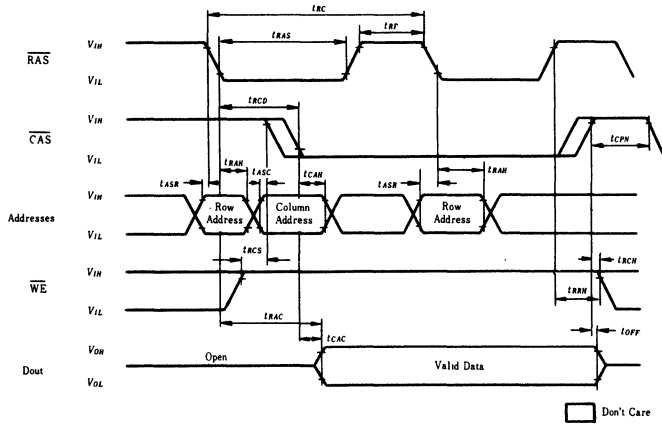 tRC
tRAS
tRP
RAS
VIH
VIL
tRCD
CAS
VIH
VIL
tCPN
tRAH
tASC
tASR
tCAH
tASR
tRAH
Addresses
VIH
VIL
Row Address
Column Address
Row Address
tRCS
WE
VIH
VIL
tRCH
tRRH
tRAC
tCAC
tOFF
Dout
VOH
VOL
Open
Valid Data
Don't Care